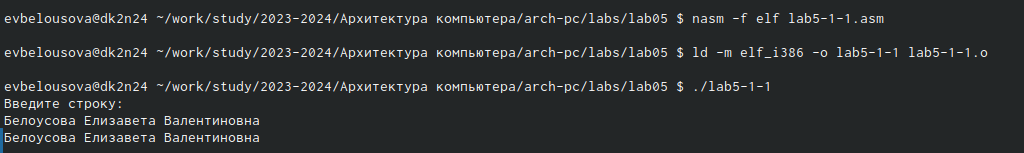 evbelousova@dk2n24 ~/work/study/2023-2024/Архитектура компьютера/arch-pc/labs/lab05 $ nasm -f elf lab5-1-1.asm
evbelousova@dk2n24 ~/work/study/2023-2024/Архитектура компьютера/arch-pc/labs/lab05 $ ld -m elf_i386 -o lab5-1-1 lab5-1-1.o
evbelousova@dk2n24 ~/work/study/2023-2024/Архитектура компьютера/arch-pc/labs/lab05 $ ./lab5-1-1
Введите строку:
Белоусова Елизавета Валентиновна
Белоусова Елизавета Валентиновна